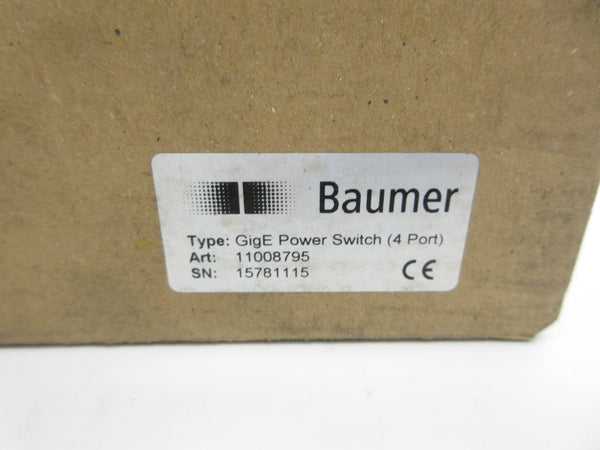 Baumer
Type: GigE Power Switch (4 Port)
Art: 11008795
SN: 15781115
CE